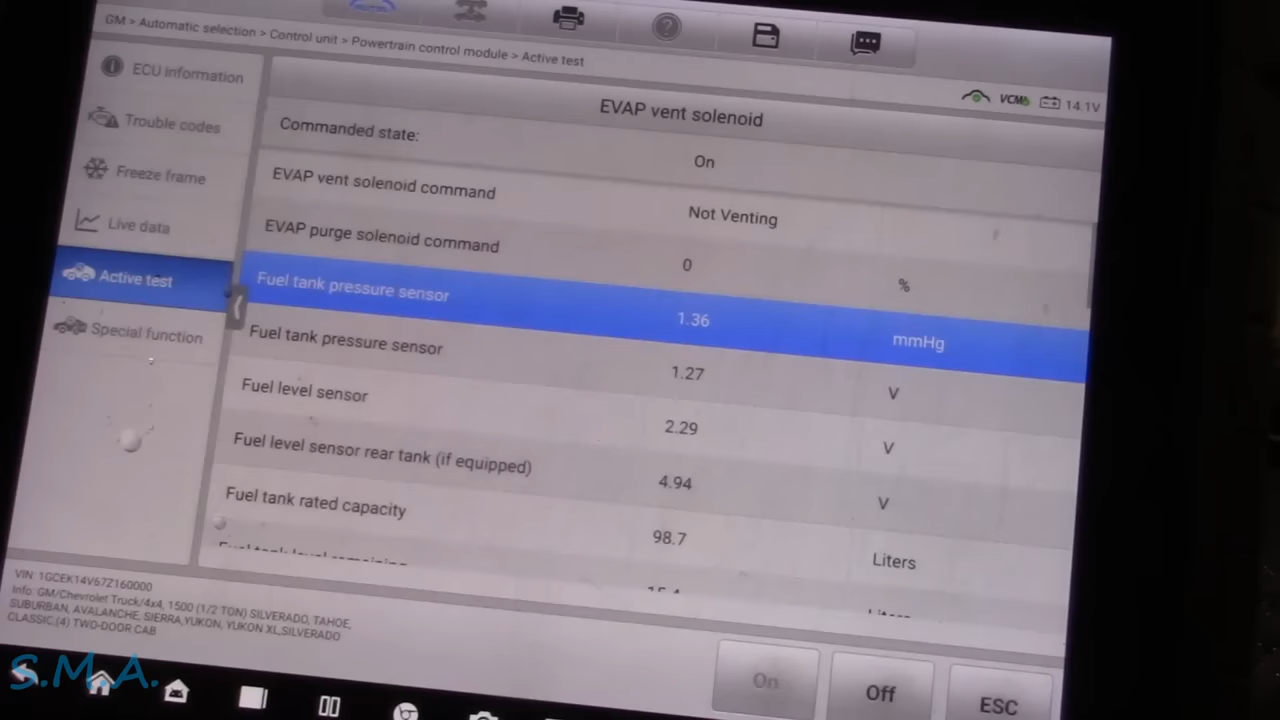 GM > Automatic selection > Control unit > Powertrain control module > Active test
VCMI 14.1V
ECU Information
Trouble codes
Freeze frame
Live data
Active test
Special function
EVAP vent solenoid
Commanded state: On
EVAP vent solenoid command Not Venting
EVAP purge solenoid command 0 %
Fuel tank pressure sensor 1.36 mmHg
Fuel tank pressure sensor 1.27 V
Fuel level sensor 2.29 V
Fuel level sensor rear tank (if equipped) 4.94 V
Fuel tank rated capacity 98.7 Liters
VIN: 1GCEK14V67Z160000
Info: GM/Chevrolet Truck/4x4, 1500 (1/2 TON) SILVERADO, TAHOE,
SUBURBAN, AVALANCHE, SIERRA,YUKON, YUKON XL,SILVERADO
CLASSIC,(4) TWO-DOOR CAB
On Off ESC
S.M.A.